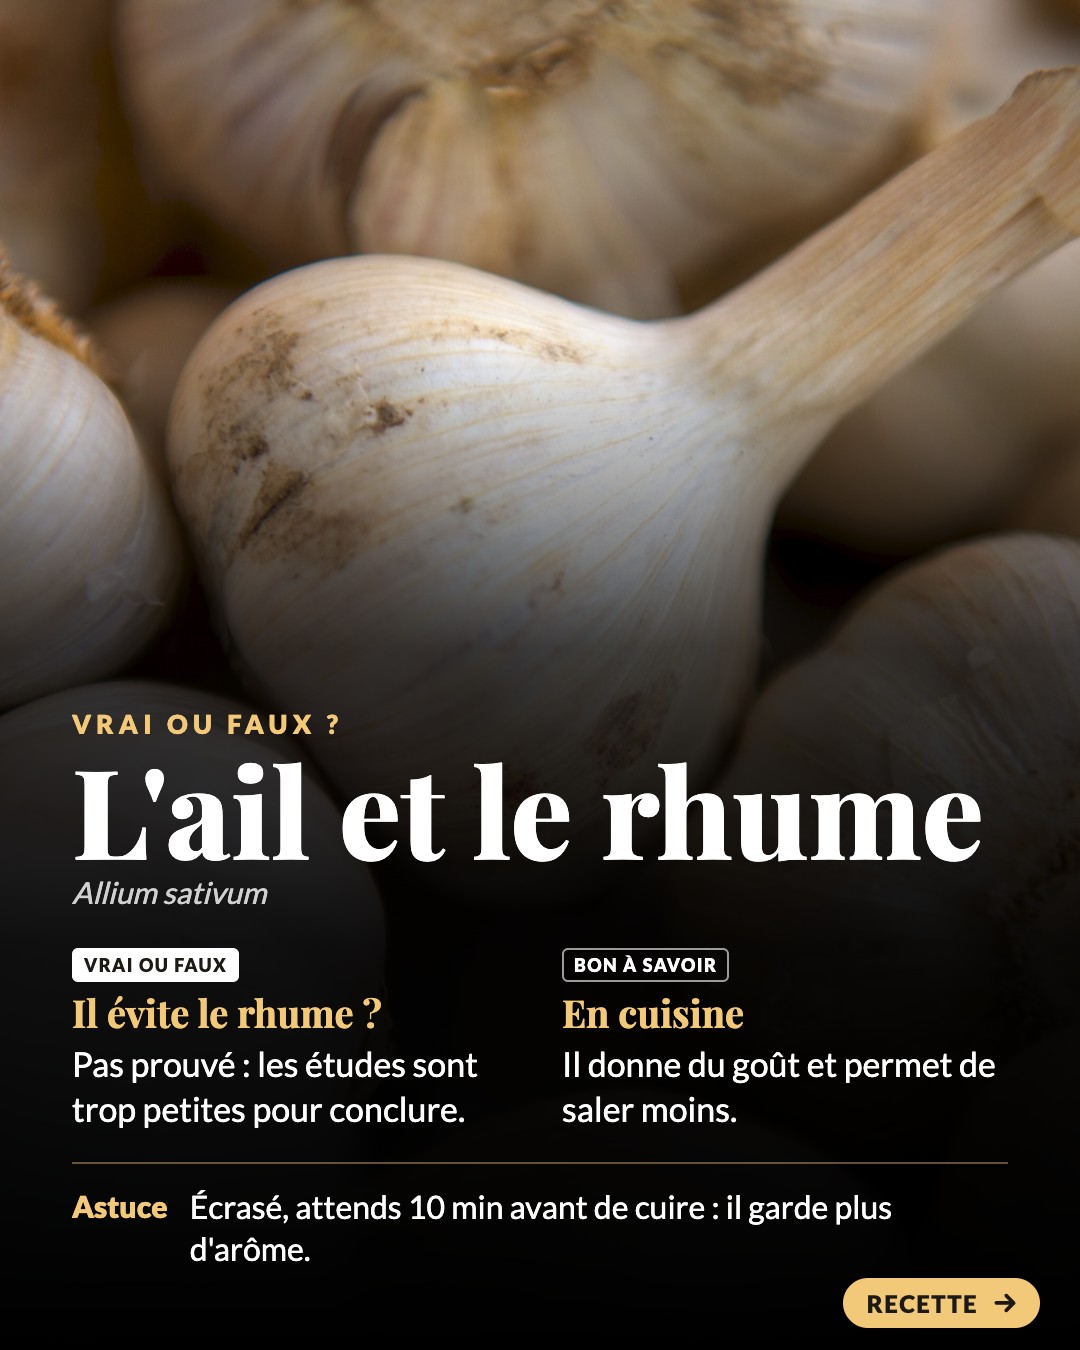 VRAI OU FAUX ?
L'ail et le rhume
Allium sativum
VRAI OU FAUX
Il évite le rhume ?
Pas prouvé : les études sont
trop petites pour conclure.
BON À SAVOIR
En cuisine
Il donne du goût et permet de
saler moins.
Astuce Écrasé, attends 10 min avant de cuire : il garde plus
d'arôme.
RECETTE →